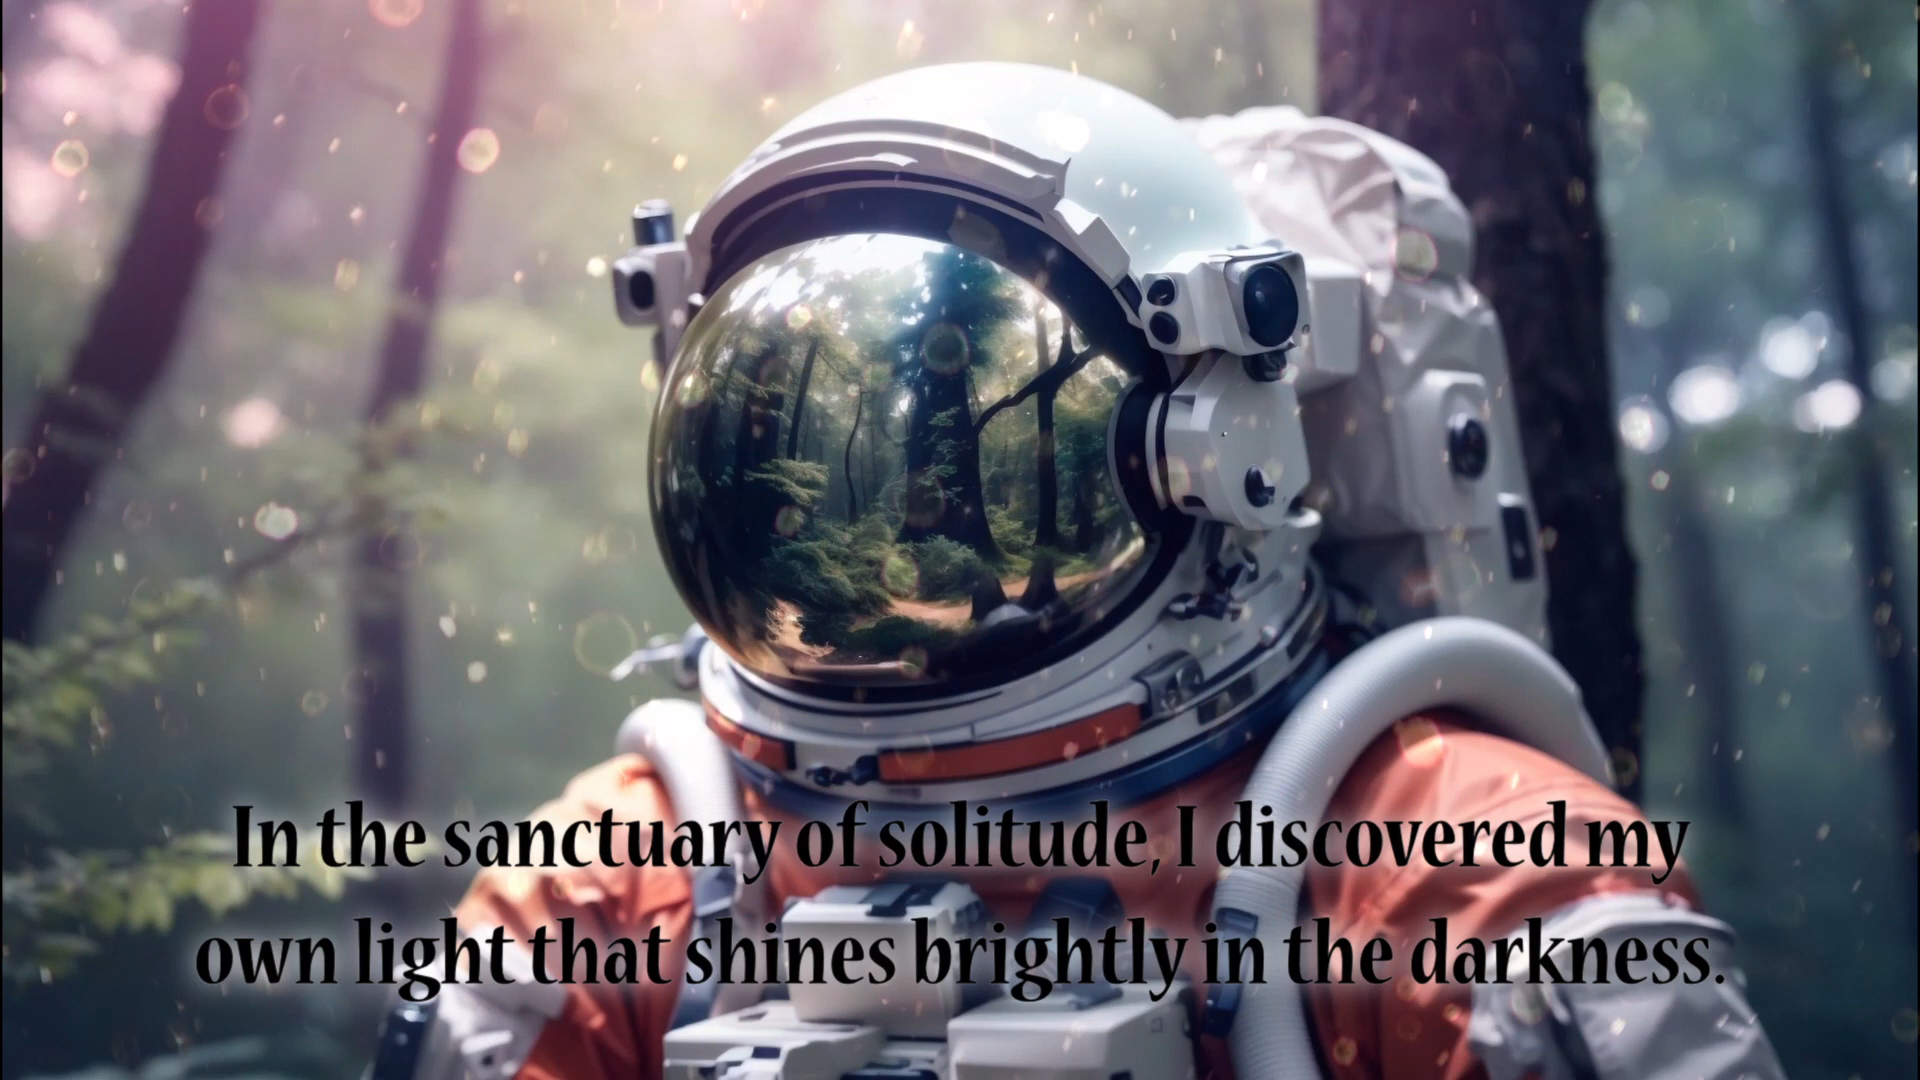 In the sanctuary of solitude, I discovered my
own light that shines brightly in the darkness.